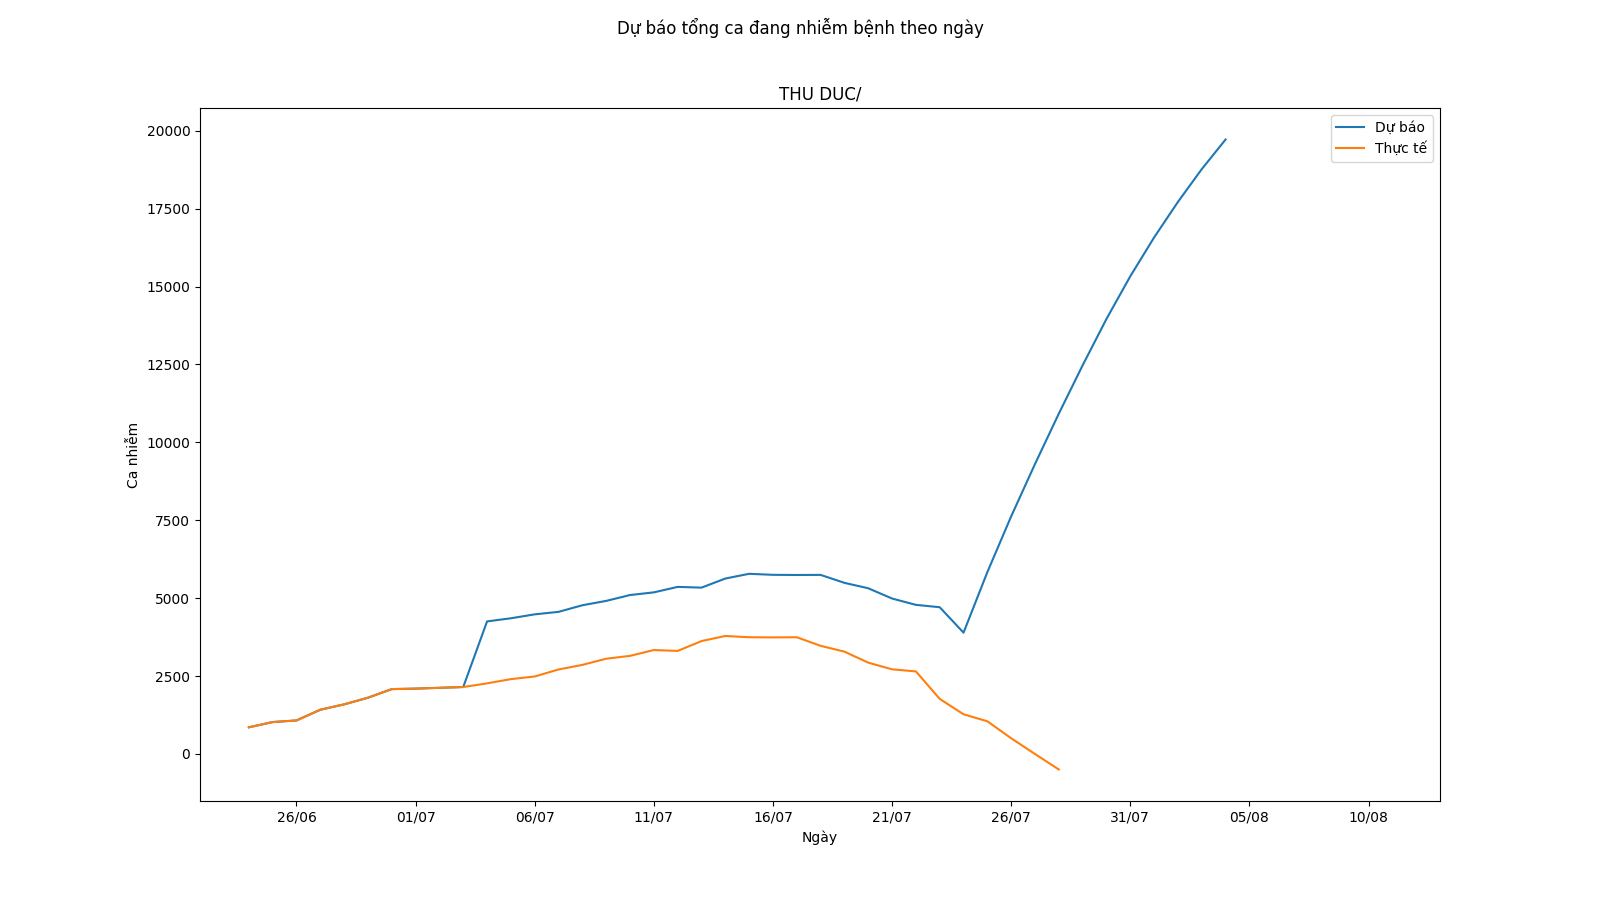 Dự báo tổng ca đang nhiễm bệnh theo ngày
THU DUC/
Dự báo
Thực tế
20000
17500
15000
12500
10000
7500
5000
2500
0
Ca nhiễm
26/06 01/07 06/07 11/07 16/07 21/07 26/07 31/07 05/08 10/08
Ngày